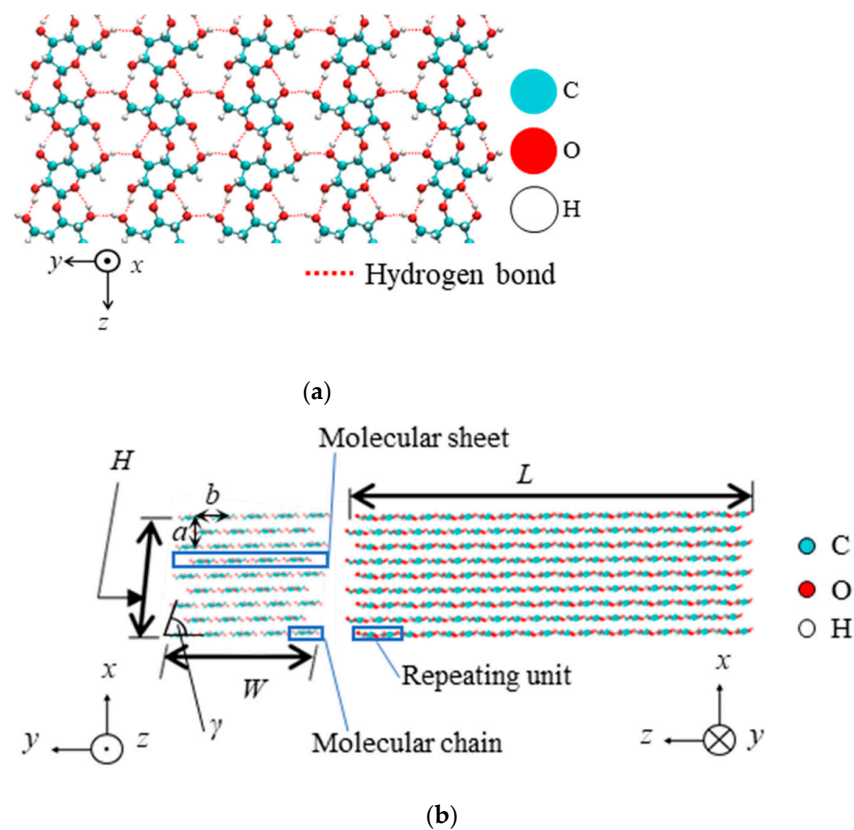 C
O
H
y
x
z
Hydrogen bond
(a)
Molecular sheet
H
L
b
a
C
O
H
Repeating unit
W
γ
Molecular chain
x
y
z
x
z
y
(b)